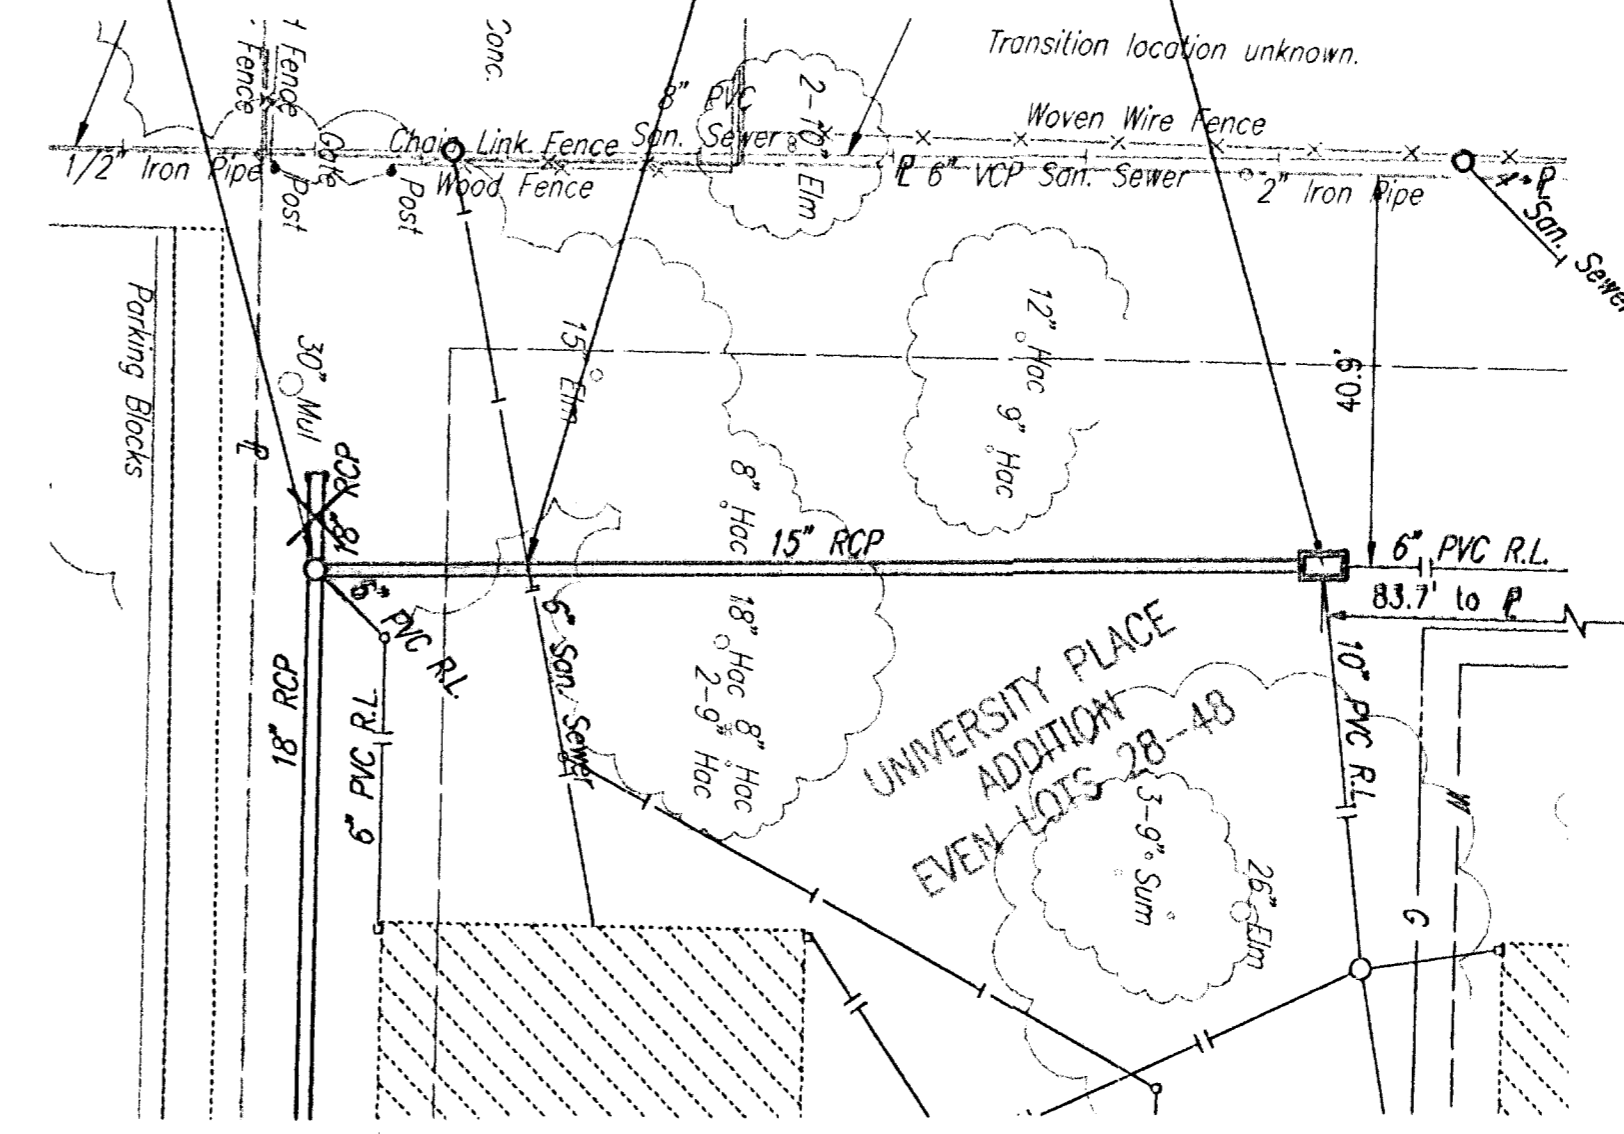 Transition location unknown.
Fence
Fence
Conc.
8" PVC
San. Sewer
2-10" Elm
Woven Wire Fence
Chain Link Fence
1/2" Iron Pipe
Gate
Post
Post
Wood Fence
℄ 6" VCP San. Sewer
2" Iron Pipe
San. Sewer
Parking Blocks
30" Mul
15" Elm
12" Hac
9" Hac
40.9'
18" RCP
8" Hac
15" RCP
6" PVC R.L.
83.7' to ℄
6" PVC R.L.
6" San. Sewer
18" Hac
8" Hac
2-9" Hac
18" RCP
6" PVC R.L.
10" PVC R.L.
UNIVERSITY PLACE
ADDITION
EVEN LOTS 28--48
3-9" Sum
26" Elm
W
G